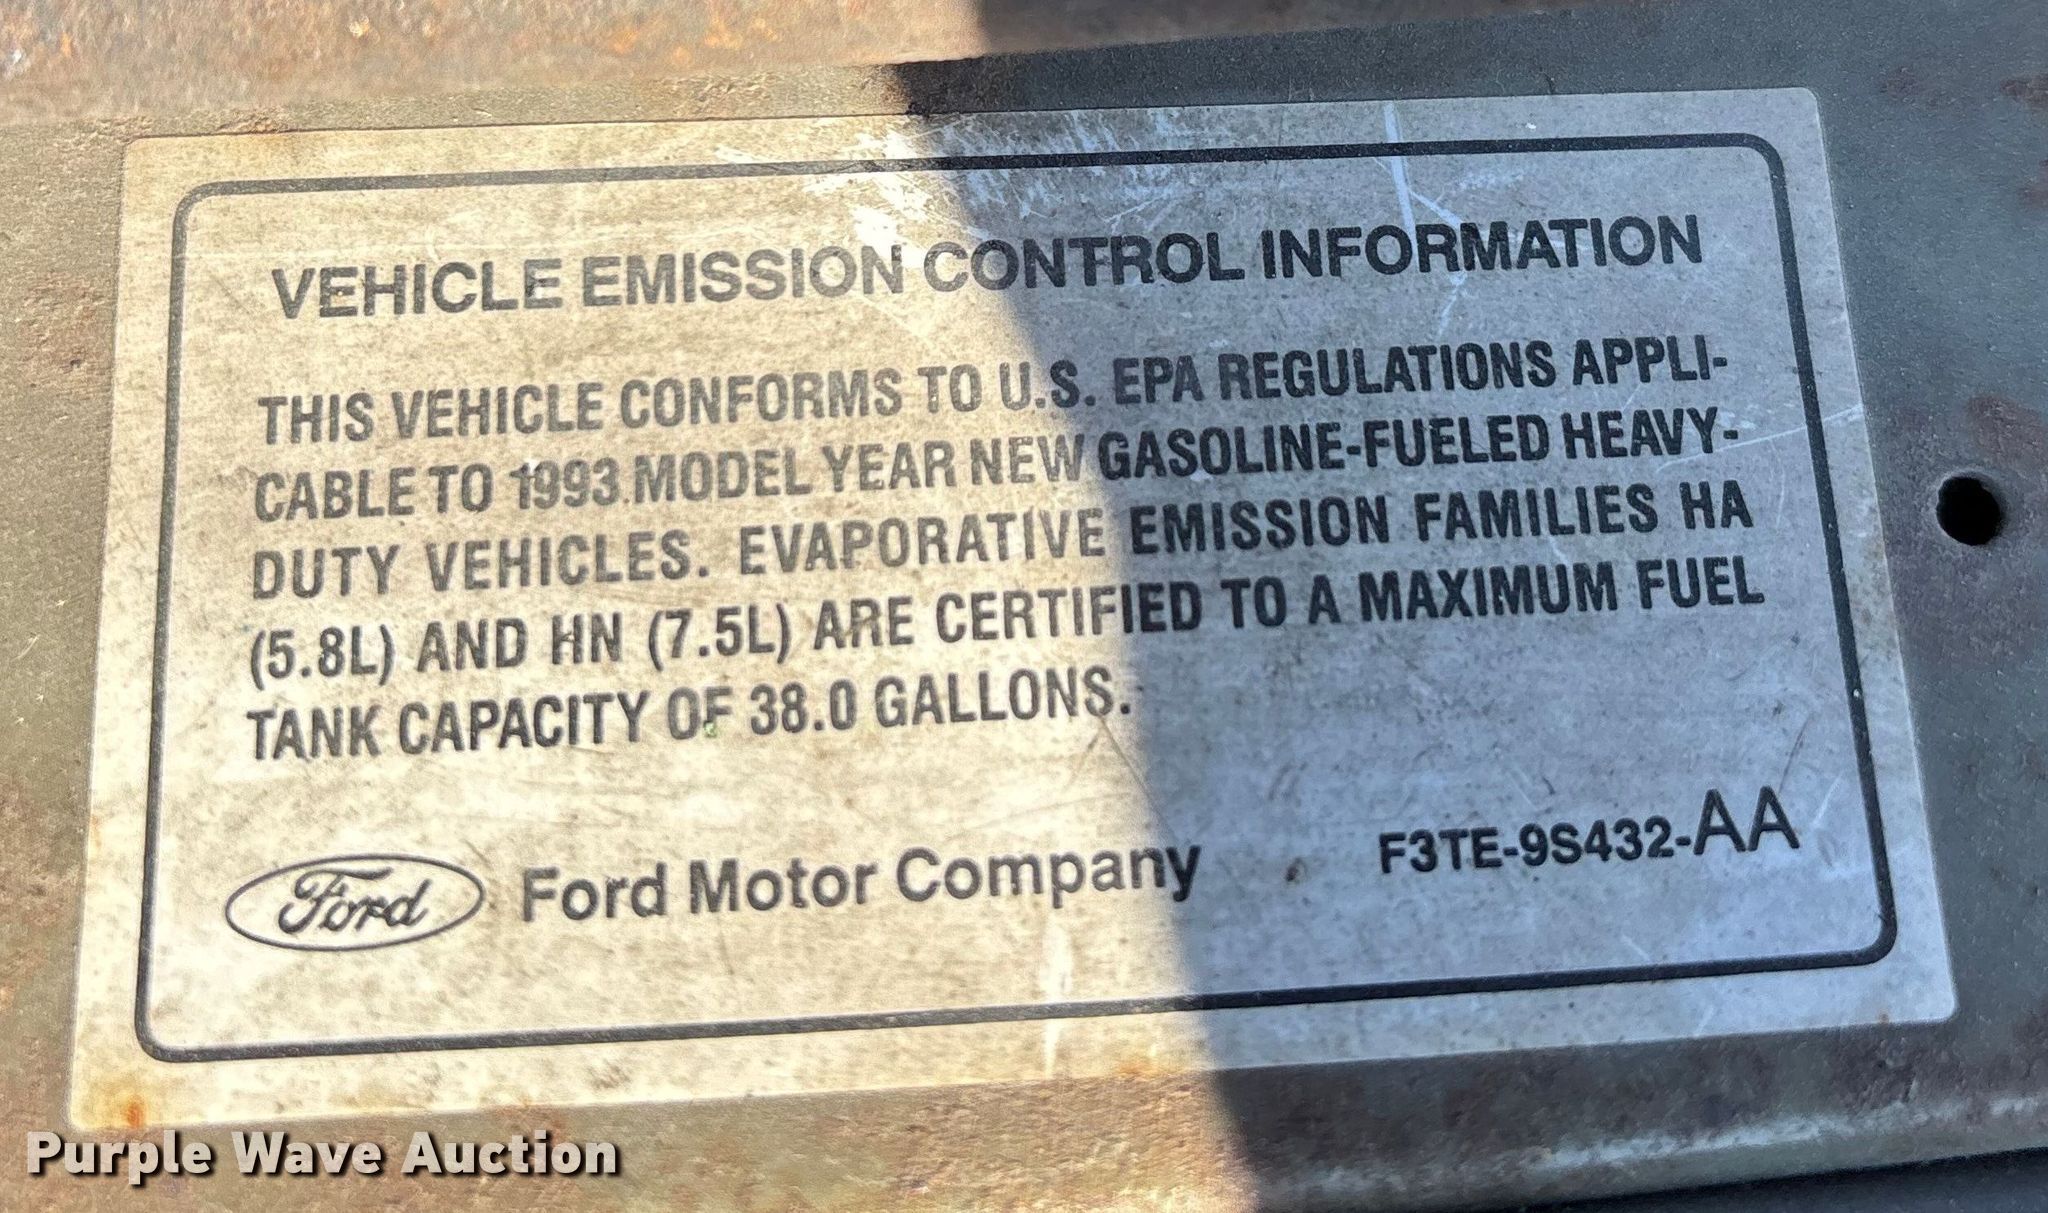 VEHICLE EMISSION CONTROL INFORMATION
THIS VEHICLE CONFORMS TO U.S. EPA REGULATIONS APPLI-
CABLE TO 1993 MODEL YEAR NEW GASOLINE-FUELED HEAVY-
DUTY VEHICLES. EVAPORATIVE EMISSION FAMILIES HA
(5.8L) AND HN (7.5L) ARE CERTIFIED TO A MAXIMUM FUEL
TANK CAPACITY OF 38.0 GALLONS.
Ford Ford Motor Company F3TE-9S432-AA
Purple Wave Auction